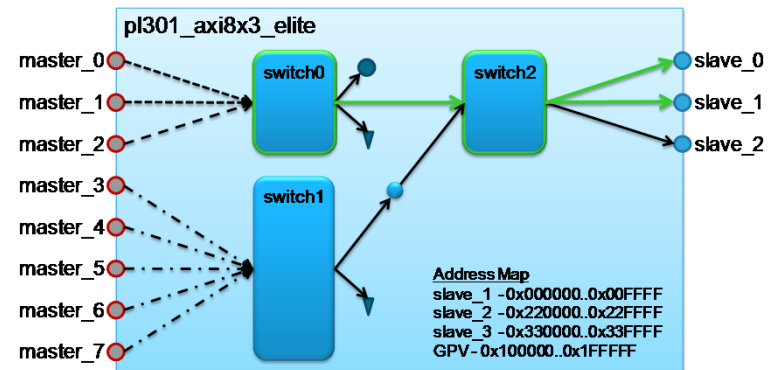 pl301_axi8x3_elite
master_0
master_1
master_2
master_3
master_4
master_5
master_6
master_7
switch0
switch1
switch2
slave_0
slave_1
slave_2
Address Map
slave_1 - 0x000000..0x00FFFF
slave_2 - 0x220000..0x22FFFF
slave_3 - 0x330000..0x33FFFF
GPV - 0x100000..0x1FFFFF